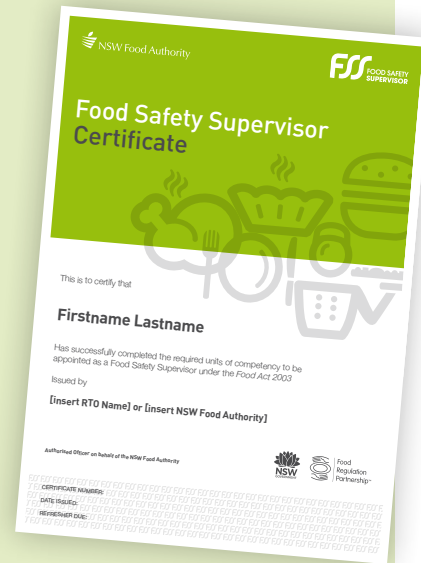 NSW Food Authority
FSS FOOD SAFETY
SUPERVISOR
Food Safety Supervisor
Certificate
This is to certify that
Firstname Lastname
Has successfully completed the required units of competency to be
appointed as a Food Safety Supervisor under the Food Act 2003
Issued by
[insert RTO Name] or [insert NSW Food Authority]
Authorised Officer on behalf of the NSW Food Authority
NSW
GOVERNMENT
Food
Regulation
Partnership™
CERTIFICATE NUMBER:
DATE ISSUED:
REFRESHER DUE: